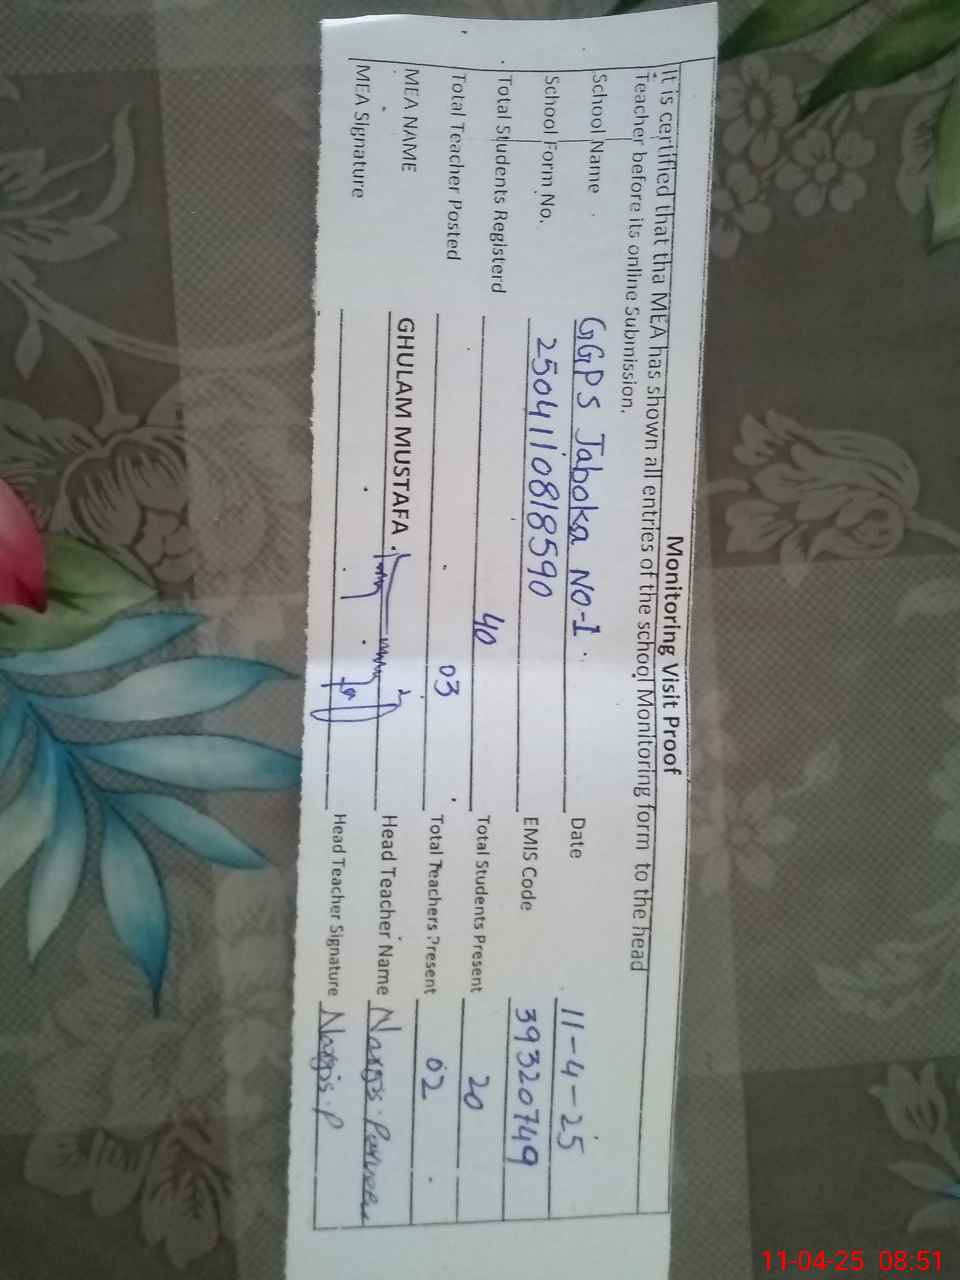 Monitoring Visit Proof
It is certified that tha MEA has shown all entries of the school Monitoring form to the head
Teacher before its online Submission.
School Name GGPS Jaboka NO-1 Date 11-4-25
School Form No. 2504110818590 EMIS Code 39320749
Total Students Registerd 40 Total Students Present 20
Total Teacher Posted 03 Total Teachers Present 02
MEA NAME GHULAM MUSTAFA Head Teacher Name Nargis Parveen
MEA Signature Head Teacher Signature Nargis.P
11-04-25 08:51